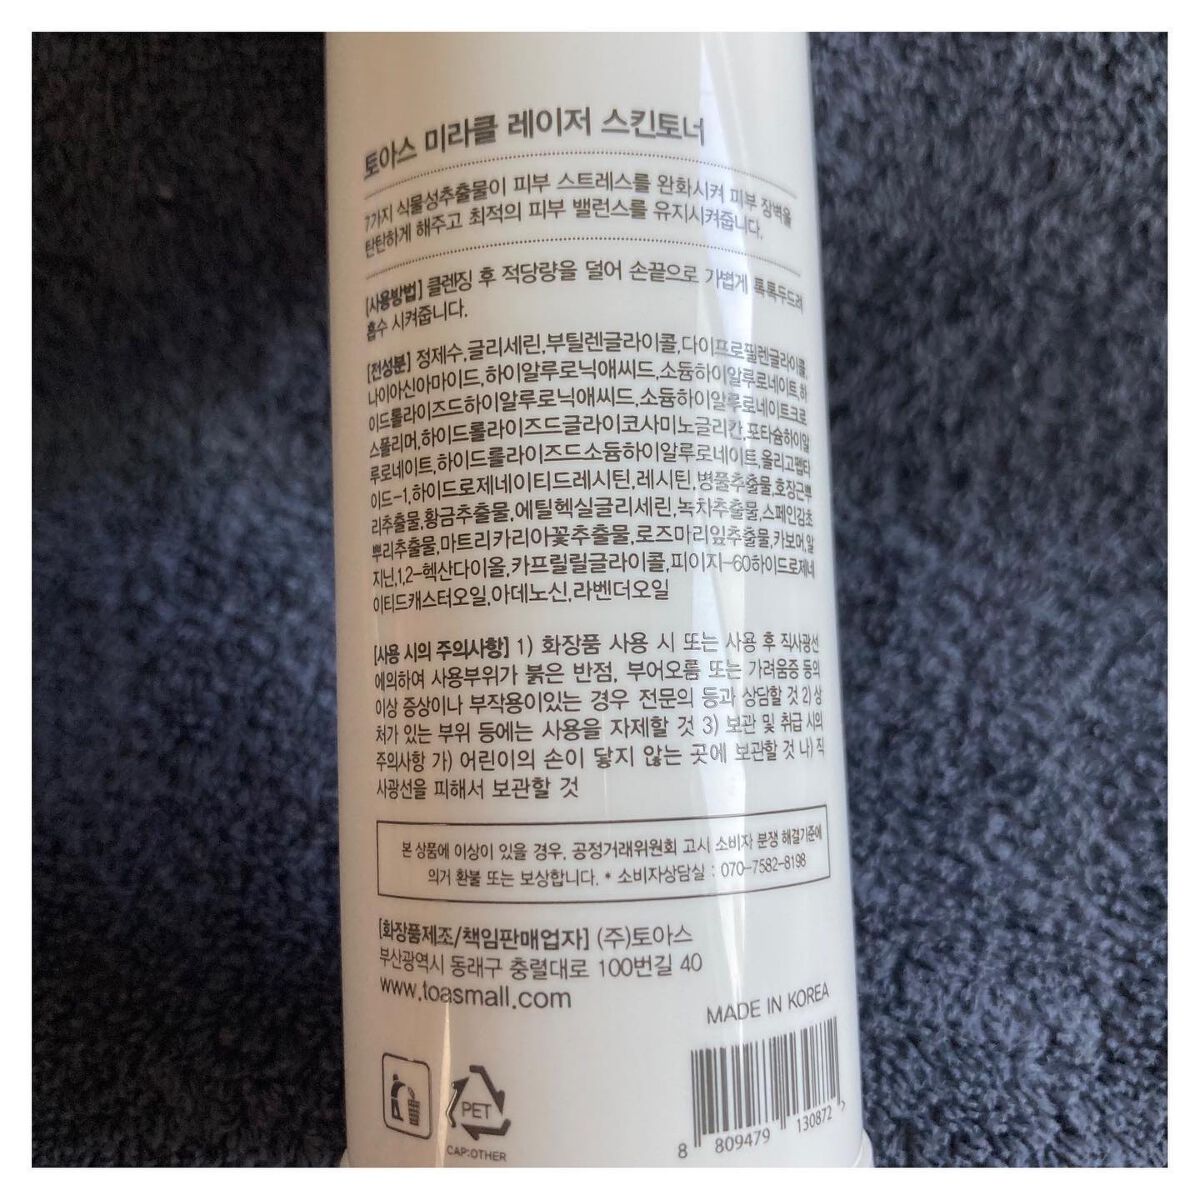 토아스 미라클 레이저 스킨토너
7가지 식물성추출물이 피부 스트레스를 완화시켜 피부 장벽을
탄탄하게 해주고 최적의 피부 밸런스를 유지시켜줍니다.
[사용방법] 클렌징 후 적당량을 덜어 손끝으로 가볍게 톡톡두드려
흡수 시켜줍니다.
[전성분] 정제수,글리세린,부틸렌글라이콜,다이프로필렌글라이콜,
나이아신아마이드,하이알루로닉애씨드,소듐하이알루로네이트,하
이드롤라이즈드하이알루로닉애씨드,소듐하이알루로네이트크로
스폴리머,하이드롤라이즈드글라이코사미노글리칸,포타슘하이알
루로네이트,하이드롤라이즈드소듐하이알루로네이트,올리고펩타
이드-1,하이드로제네이티드레시틴,레시틴,병풀추출물,호장근뿌
리추출물,황금추출물,에틸헥실글리세린,녹차추출물,스페인감초
뿌리추출물,마트리카리아꽃추출물,로즈마리잎추출물,카보머,알
지닌,1,2-헥산다이올,카프릴릴글라이콜,피이지-60하이드로제네
이티드캐스터오일,아데노신,라벤더오일
[사용 시의 주의사항] 1) 화장품 사용 시 또는 사용 후 직사광선
에의하여 사용부위가 붉은 반점, 부어오름 또는 가려움증 등의
이상 증상이나 부작용이있는 경우 전문의 등과 상담할 것 2) 상
처가 있는 부위 등에는 사용을 자제할 것 3) 보관 및 취급 시의
주의사항 가) 어린이의 손이 닿지 않는 곳에 보관할 것 나) 직
사광선을 피해서 보관할 것
본 상품에 이상이 있을 경우, 공정거래위원회 고시 소비자 분쟁 해결기준에
의거 환불 또는 보상합니다. * 소비자상담실 : 070-7582-8198
[화장품제조/책임판매업자] (주)토아스
부산광역시 동래구 충렬대로 100번길 40
www.toasmall.com
MADE IN KOREA
PET
CAP:OTHER
8 809479 130872 >